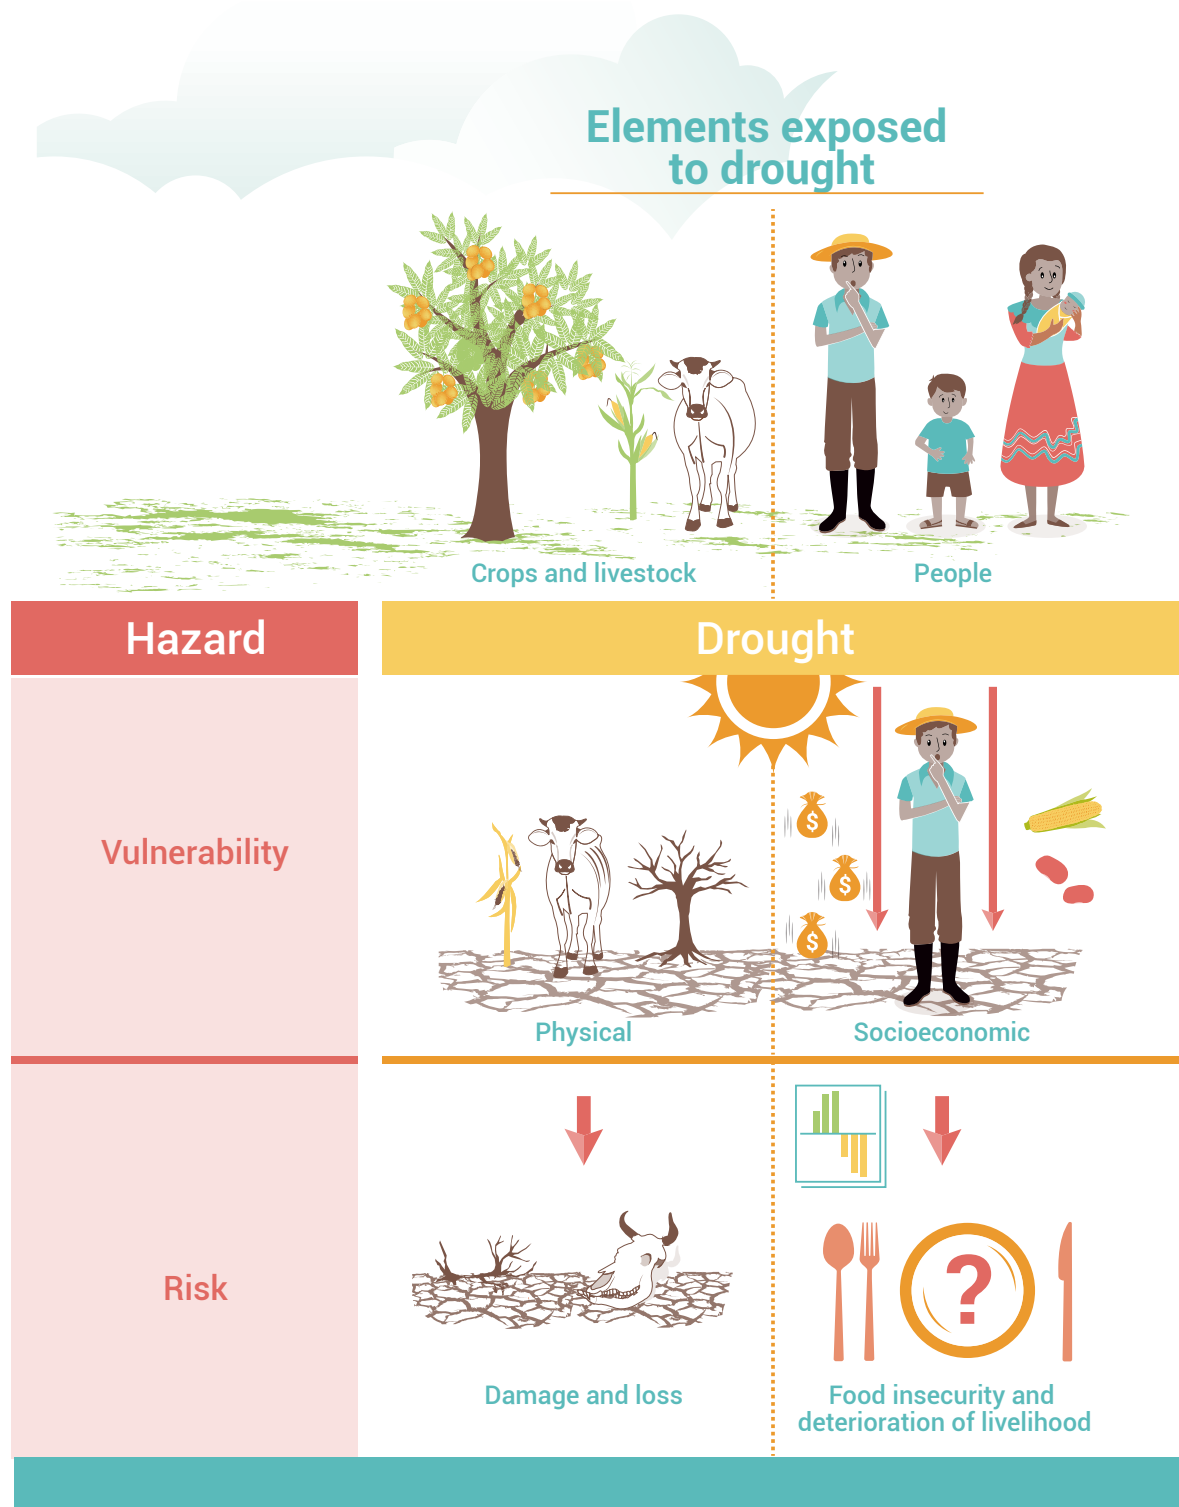 Elements exposed
to drought
Crops and livestock
People
Hazard
Drought
Vulnerability
$
$
$
Physical
Socioeconomic
Risk
?
Damage and loss
Food insecurity and
deterioration of livelihood